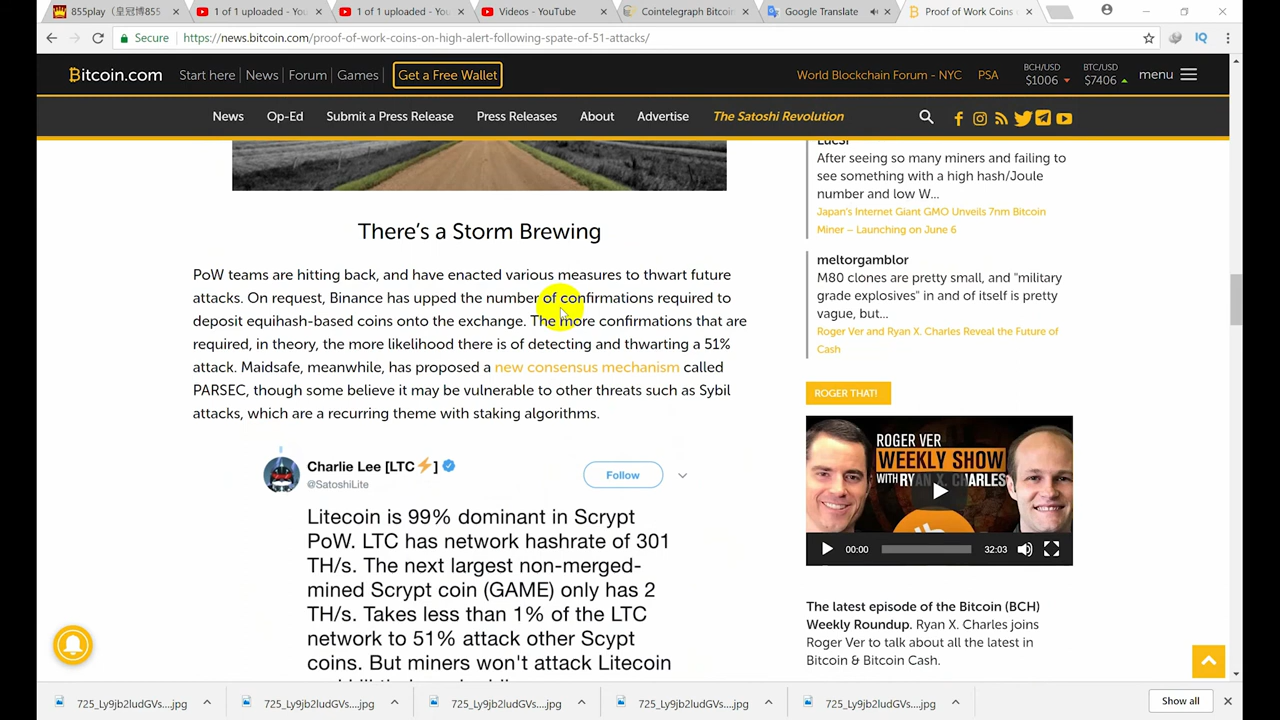 855play (皇冠博855
1 of 1 uploaded -
1 of 1 uploaded - You
Videos - YouTube
Cointelegraph Bitcoin
Google Translate
Proof of Work Coins
Secure
https://news.bitcoin.com/proof-of-work-coins-on-high-alert-following-spate-of-51-attacks/
IQ
Bitcoin.com
Start here | News | Forum | Games |
Get a Free Wallet
World Blockchain Forum - NYC
PSA
BCH/USD
$1006
BTC/USD
$7406
menu
News
Op-Ed
Submit a Press Release
Press Releases
About
Advertise
The Satoshi Revolution
There's a Storm Brewing
PoW teams are hitting back, and have enacted various measures to thwart future
attacks. On request, Binance has upped the number of confirmations required to
deposit equihash-based coins onto the exchange. The more confirmations that are
required, in theory, the more likelihood there is of detecting and thwarting a 51%
attack. Maidsafe, meanwhile, has proposed a new consensus mechanism called
PARSEC, though some believe it may be vulnerable to other threats such as Sybil
attacks, which are a recurring theme with staking algorithms.
Charlie Lee [LTC⚡]
@SatoshiLite
Follow
Litecoin is 99% dominant in Scrypt
PoW. LTC has network hashrate of 301
TH/s. The next largest non-merged-
mined Scrypt coin (GAME) only has 2
TH/s. Takes less than 1% of the LTC
network to 51% attack other Scypt
coins. But miners won't attack Litecoin
After seeing so many miners and failing to
see something with a high hash/Joule
number and low W...
Japan's Internet Giant GMO Unveils 7nm Bitcoin
Miner – Launching on June 6
meltorgamblor
M80 clones are pretty small, and "military
grade explosives" in and of itself is pretty
vague, but...
Roger Ver and Ryan X. Charles Reveal the Future of
Cash
ROGER THAT!
ROGER VER
WEEKLY SHOW
WITH RYAN X. CHARLES
00:00
32:03
The latest episode of the Bitcoin (BCH)
Weekly Roundup. Ryan X. Charles joins
Roger Ver to talk about all the latest in
Bitcoin & Bitcoin Cash.
725_Ly9jb2ludGVs....jpg
725_Ly9jb2ludGVs....jpg
725_Ly9jb2ludGVs....jpg
725_Ly9jb2ludGVs....jpg
725_Ly9jb2ludGVs....jpg
Show all